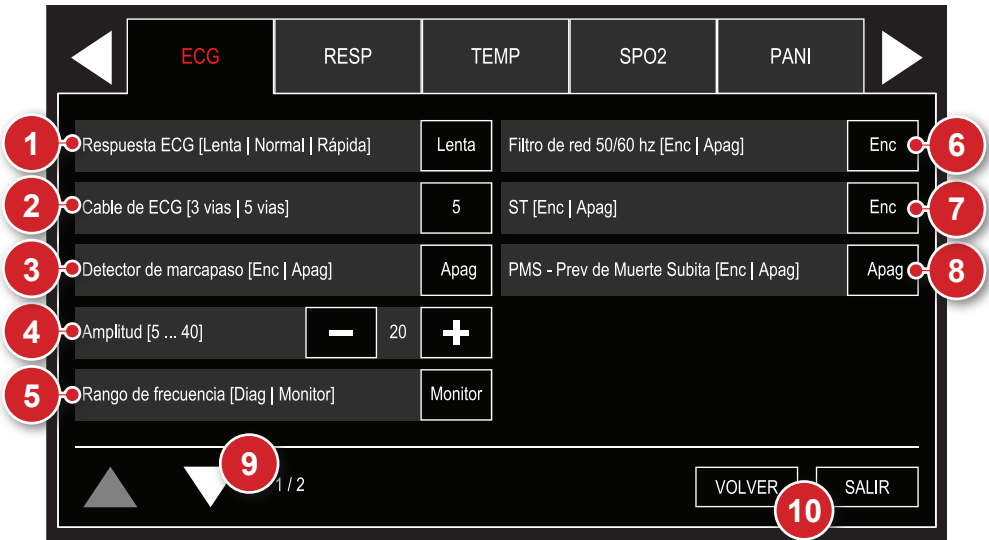 ECG RESP TEMP SPO2 PANI
1 Respuesta ECG [Lenta | Normal | Rápida] Lenta
Filtro de red 50/60 hz [Enc | Apag] Enc 6
2 Cable de ECG [3 vias | 5 vias] 5
ST [Enc | Apag] Enc 7
3 Detector de marcapaso [Enc | Apag] Apag
PMS - Prev de Muerte Subita [Enc | Apag] Apag 8
4 Amplitud [5 ... 40] 20
5 Rango de frecuencia [Diag | Monitor] Monitor
9 1 / 2
VOLVER 10 SALIR